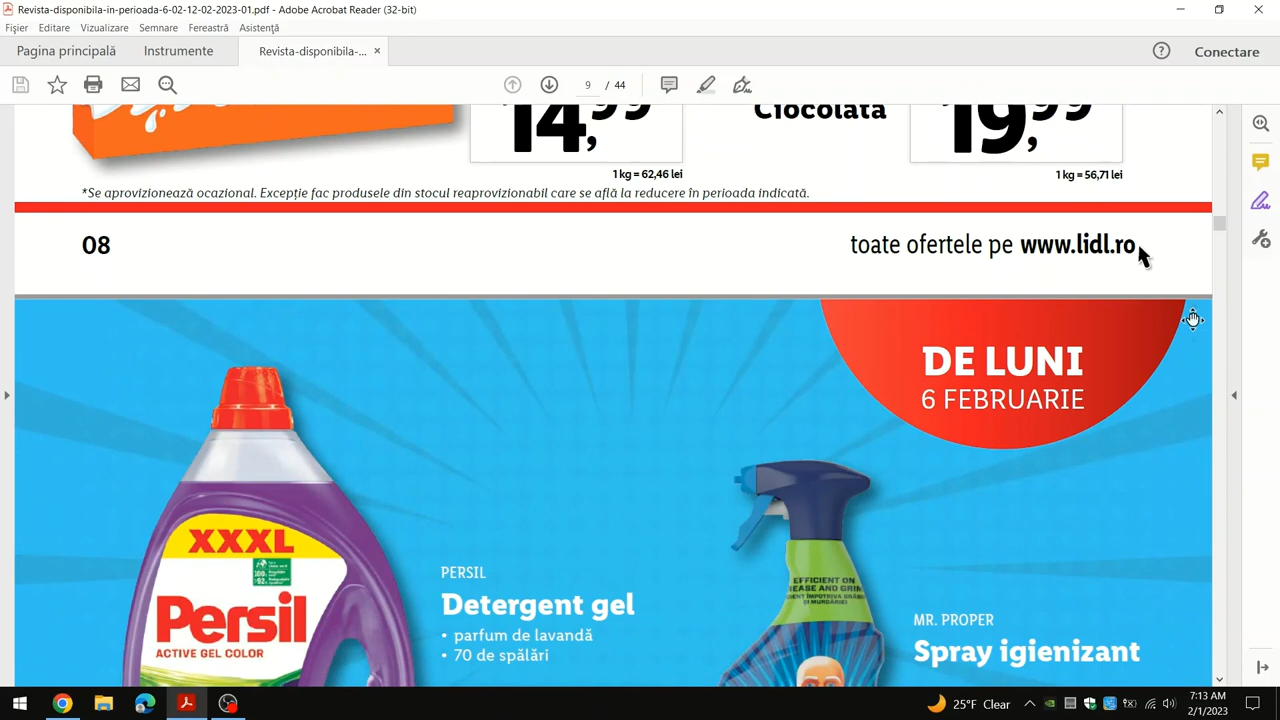 Revista-disponibila-in-perioada-6-02-12-02-2023-01.pdf - Adobe Acrobat Reader (32-bit)
Fișier Editare Vizualizare Semnare Fereastră Asistență
Pagina principală Instrumente Revista-disponibila-... × Conectare
9 / 44
14,99
Ciocolată
19,99
1 kg = 62,46 lei
1 kg = 56,71 lei
*Se aprovizionează ocazional. Excepție fac produsele din stocul reaprovizionabil care se află la reducere în perioada indicată.
08
toate ofertele pe www.lidl.ro
DE LUNI
6 FEBRUARIE
XXXL
Persil
ACTIVE GEL COLOR
PERSIL
Detergent gel
• parfum de lavandă
• 70 de spălări
EFFICIENT ON
MR. PROPER
Spray igienizant
25°F Clear
7:13 AM
2/1/2023